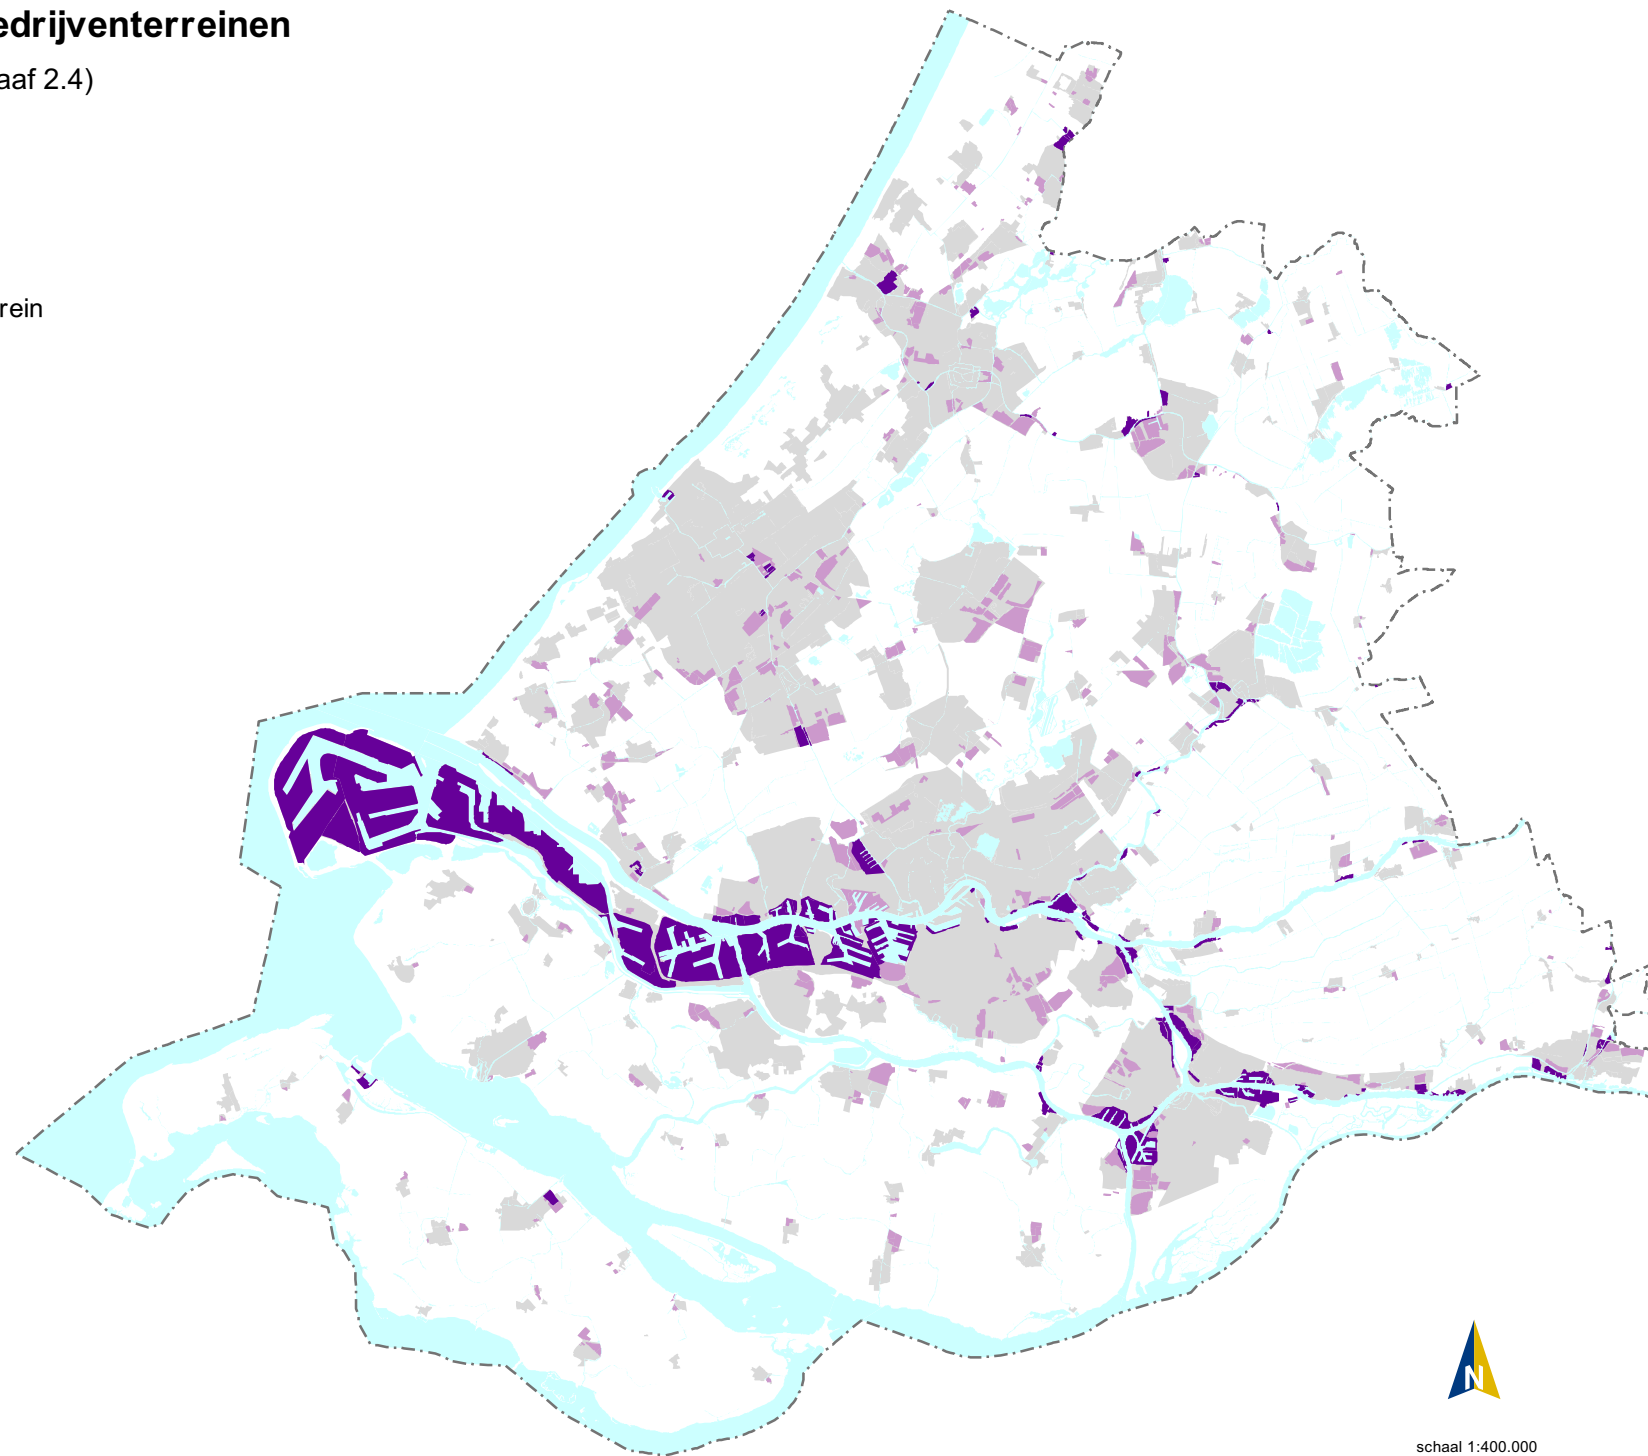 edrijventerreinen
aaf 2.4)
rein
N
schaal 1:400.000